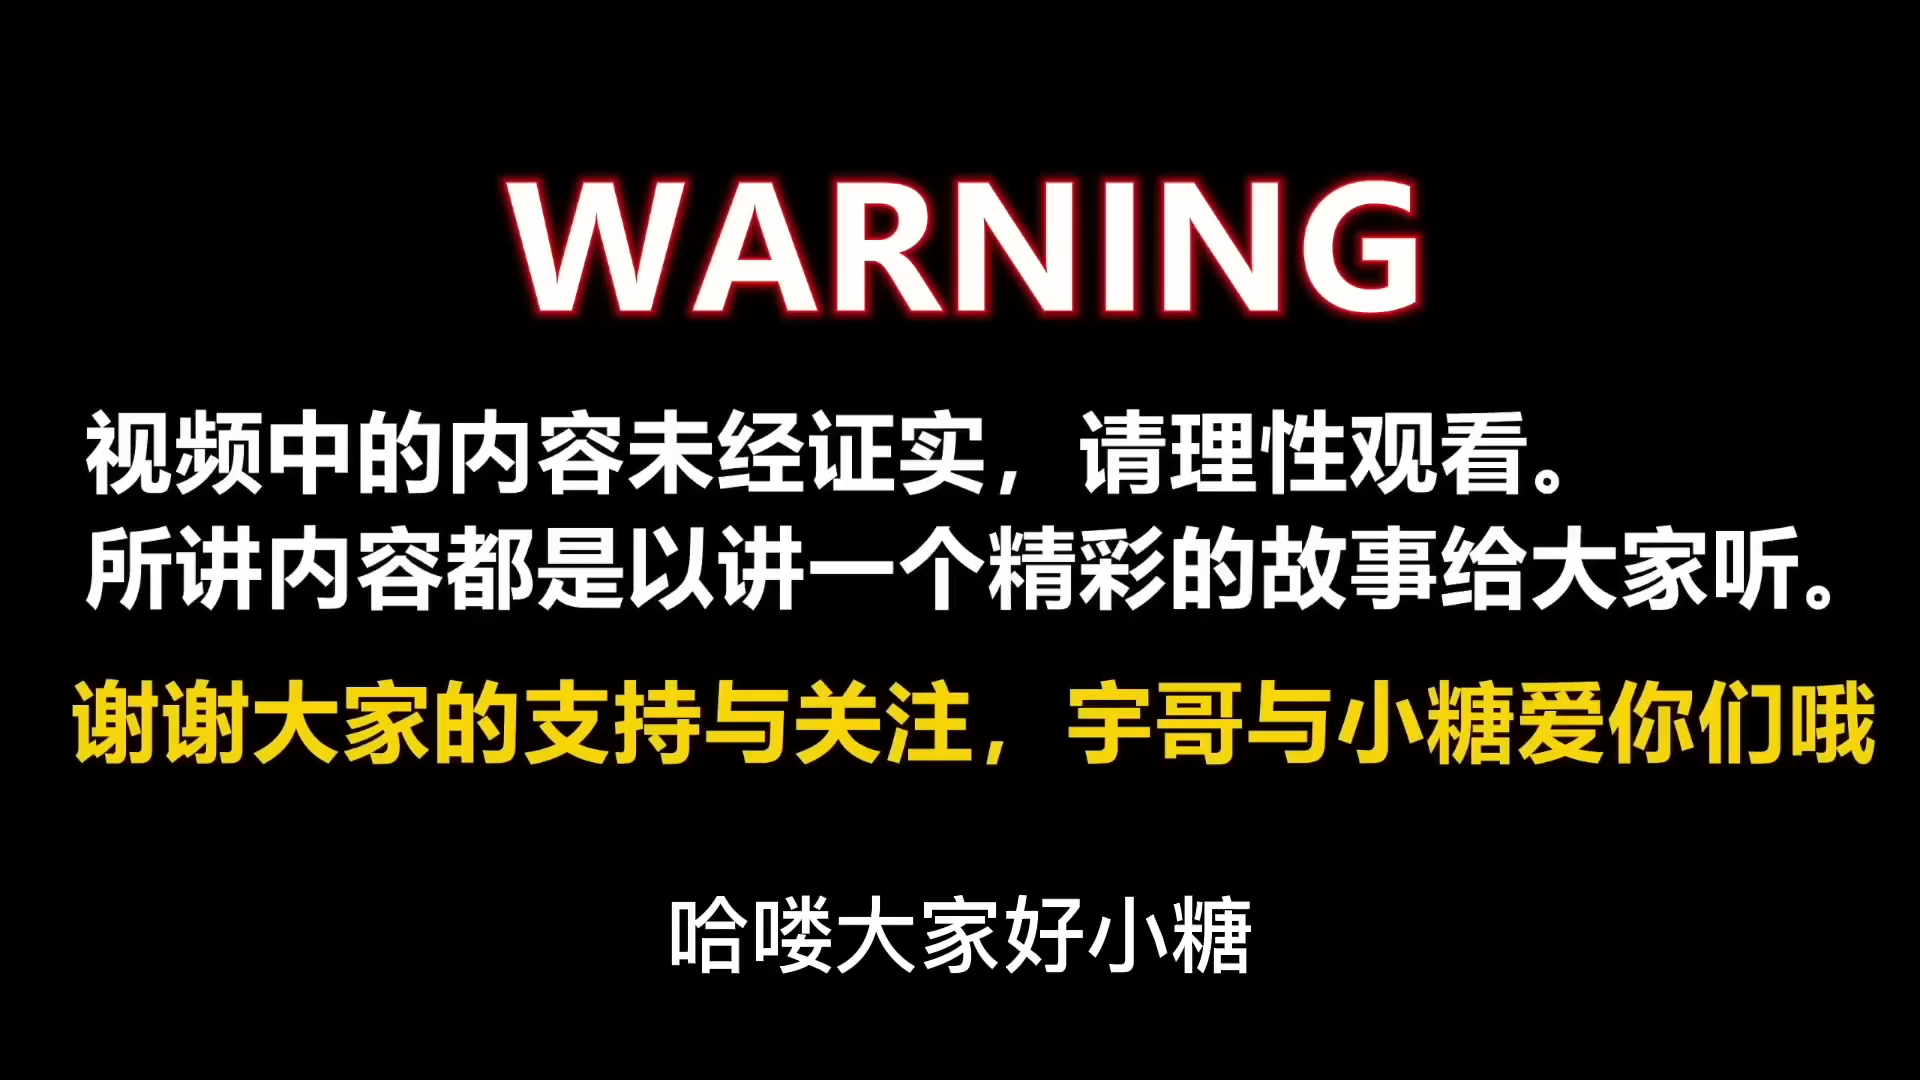 WARNING
视频中的内容未经证实，请理性观看。
所讲内容都是以讲一个精彩的故事给大家听。
谢谢大家的支持与关注，宇哥与小糖爱你们哦
哈喽大家好小糖